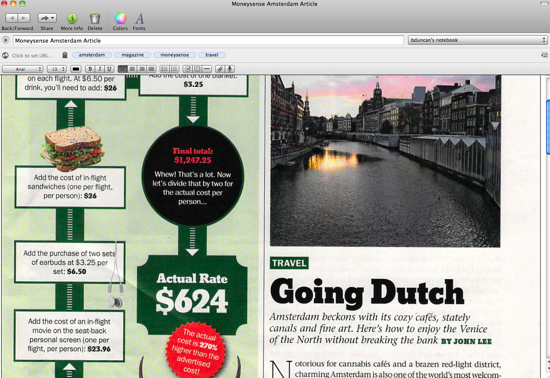 Moneysense Amsterdam Article
Back/Forward Share More Info Delete Colors Fonts
Moneysense Amsterdam Article
bduncan's notebook
Click to set URL...
amsterdam magazine moneysense travel
Arial 13
on each flight. At $6.50 per
drink, you'll need to add: $26
Add the cost of one blanket,
$3.25
Final total:
$1,247.25
Whew! That's a lot. Now
let's divide that by two for
the actual cost per
person...
Add the cost of in-flight
sandwiches (one per flight,
per person): $26
Add the purchase of two sets
of earbuds at $3.25 per
set: $6.50
Actual Rate
$624
The actual
cost is 270%
higher than the
advertised
cost!
Add the cost of an in-flight
movie on the seat-back
personal screen (one per
flight, per person): $23.96
TRAVEL
Going Dutch
Amsterdam beckons with its cozy cafés, stately
canals and fine art. Here's how to enjoy the Venice
of the North without breaking the bank BY JOHN LEE
Notorious for cannabis cafés and a brazen red-light district,
charming Amsterdam is also one of the world's most welcom-